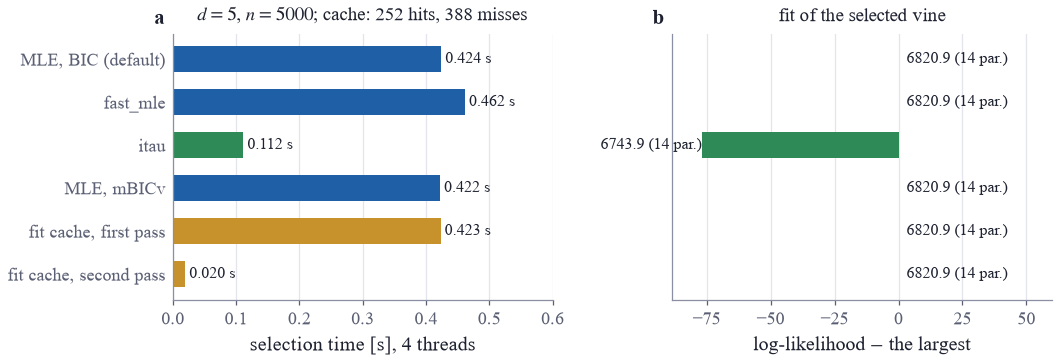 a
d = 5, n = 5000; cache: 252 hits, 388 misses
MLE, BIC (default)
0.424 s
fast_mle
0.462 s
itau
0.112 s
MLE, mBICv
0.422 s
fit cache, first pass
0.423 s
fit cache, second pass
0.020 s
0.0 0.1 0.2 0.3 0.4 0.5 0.6
selection time [s], 4 threads
b
fit of the selected vine
6820.9 (14 par.)
6820.9 (14 par.)
6743.9 (14 par.)
6820.9 (14 par.)
6820.9 (14 par.)
6820.9 (14 par.)
−75 −50 −25 0 25 50
log-likelihood − the largest